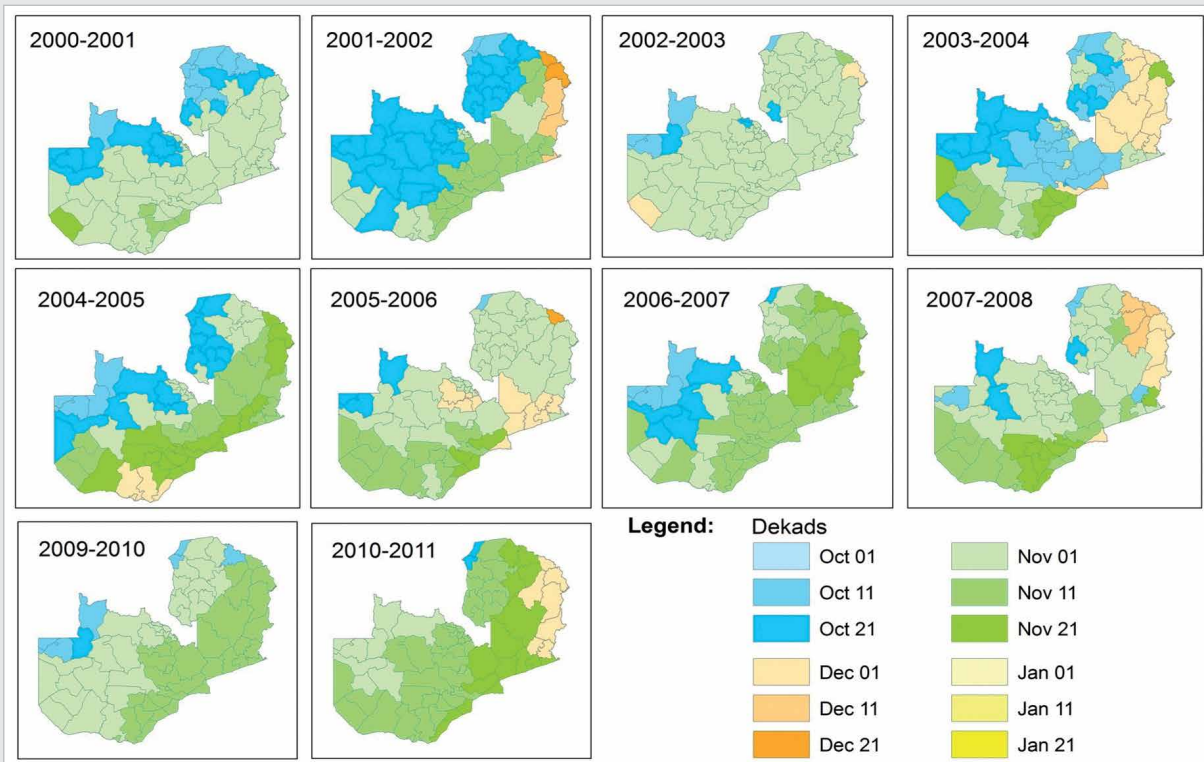 2000-2001
2001-2002
2002-2003
2003-2004
2004-2005
2005-2006
2006-2007
2007-2008
2009-2010
2010-2011
Legend: Dekads
Oct 01
Oct 11
Oct 21
Nov 01
Nov 11
Nov 21
Dec 01
Dec 11
Dec 21
Jan 01
Jan 11
Jan 21